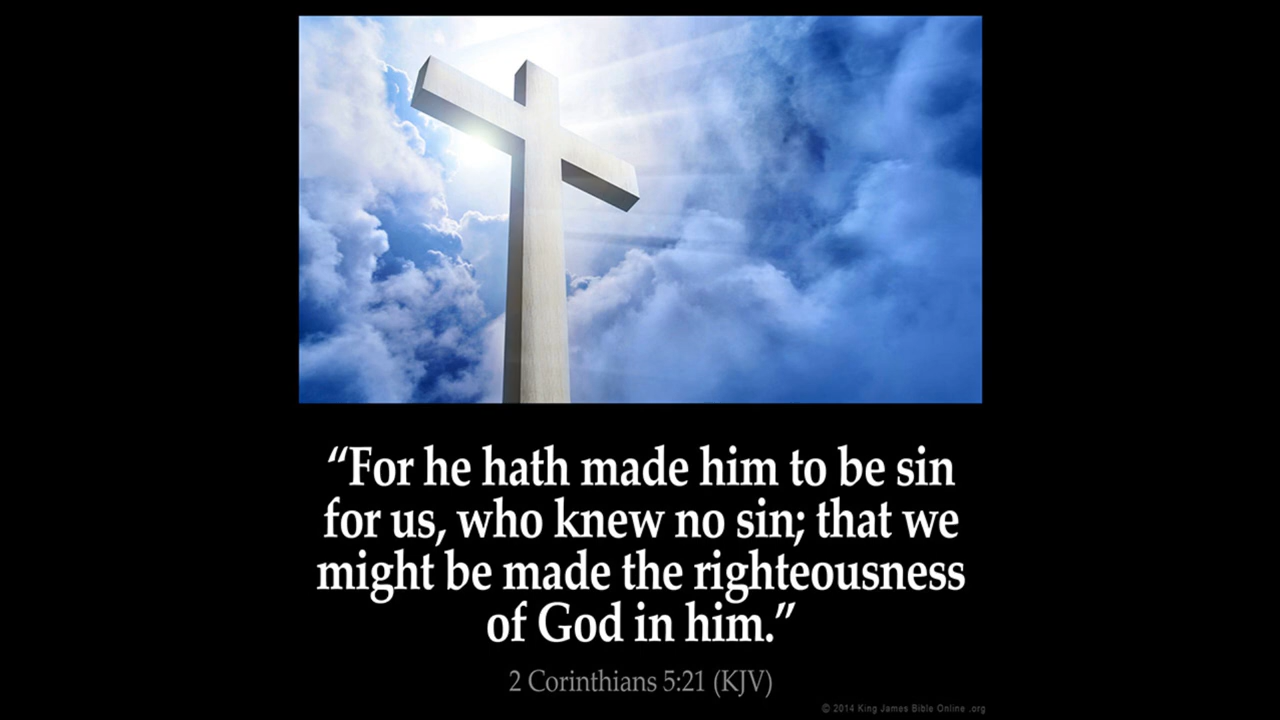 “For he hath made him to be sin
for us, who knew no sin; that we
might be made the righteousness
of God in him.”
2 Corinthians 5:21 (KJV)
© 2014 King James Bible Online .org